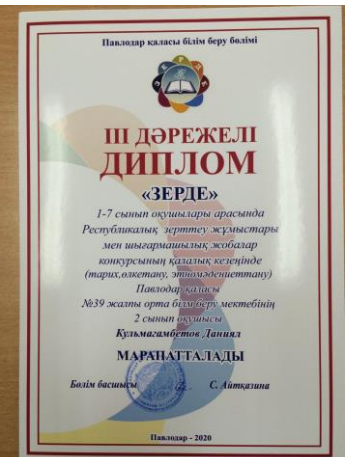 Павлодар қаласы білім беру бөлімі
ЗЕРДЕ
III ДӘРЕЖЕЛІ
ДИПЛОМ
«ЗЕРДЕ»
1-7 сынып оқушылары арасында
Республикалық зерттеу жұмыстары
мен шығармашылық жобалар
конкурсының қалалық кезеңінде
(тарих,өлкетану, этномәдениеттану)
Павлодар қаласы
№39 жалпы орта білім беру мектебінің
2 сынып оқушысы
Кульмагамбетов Даниял
МАРАПАТТАЛАДЫ
Бөлім басшысы С. Айтқазина
Павлодар - 2020